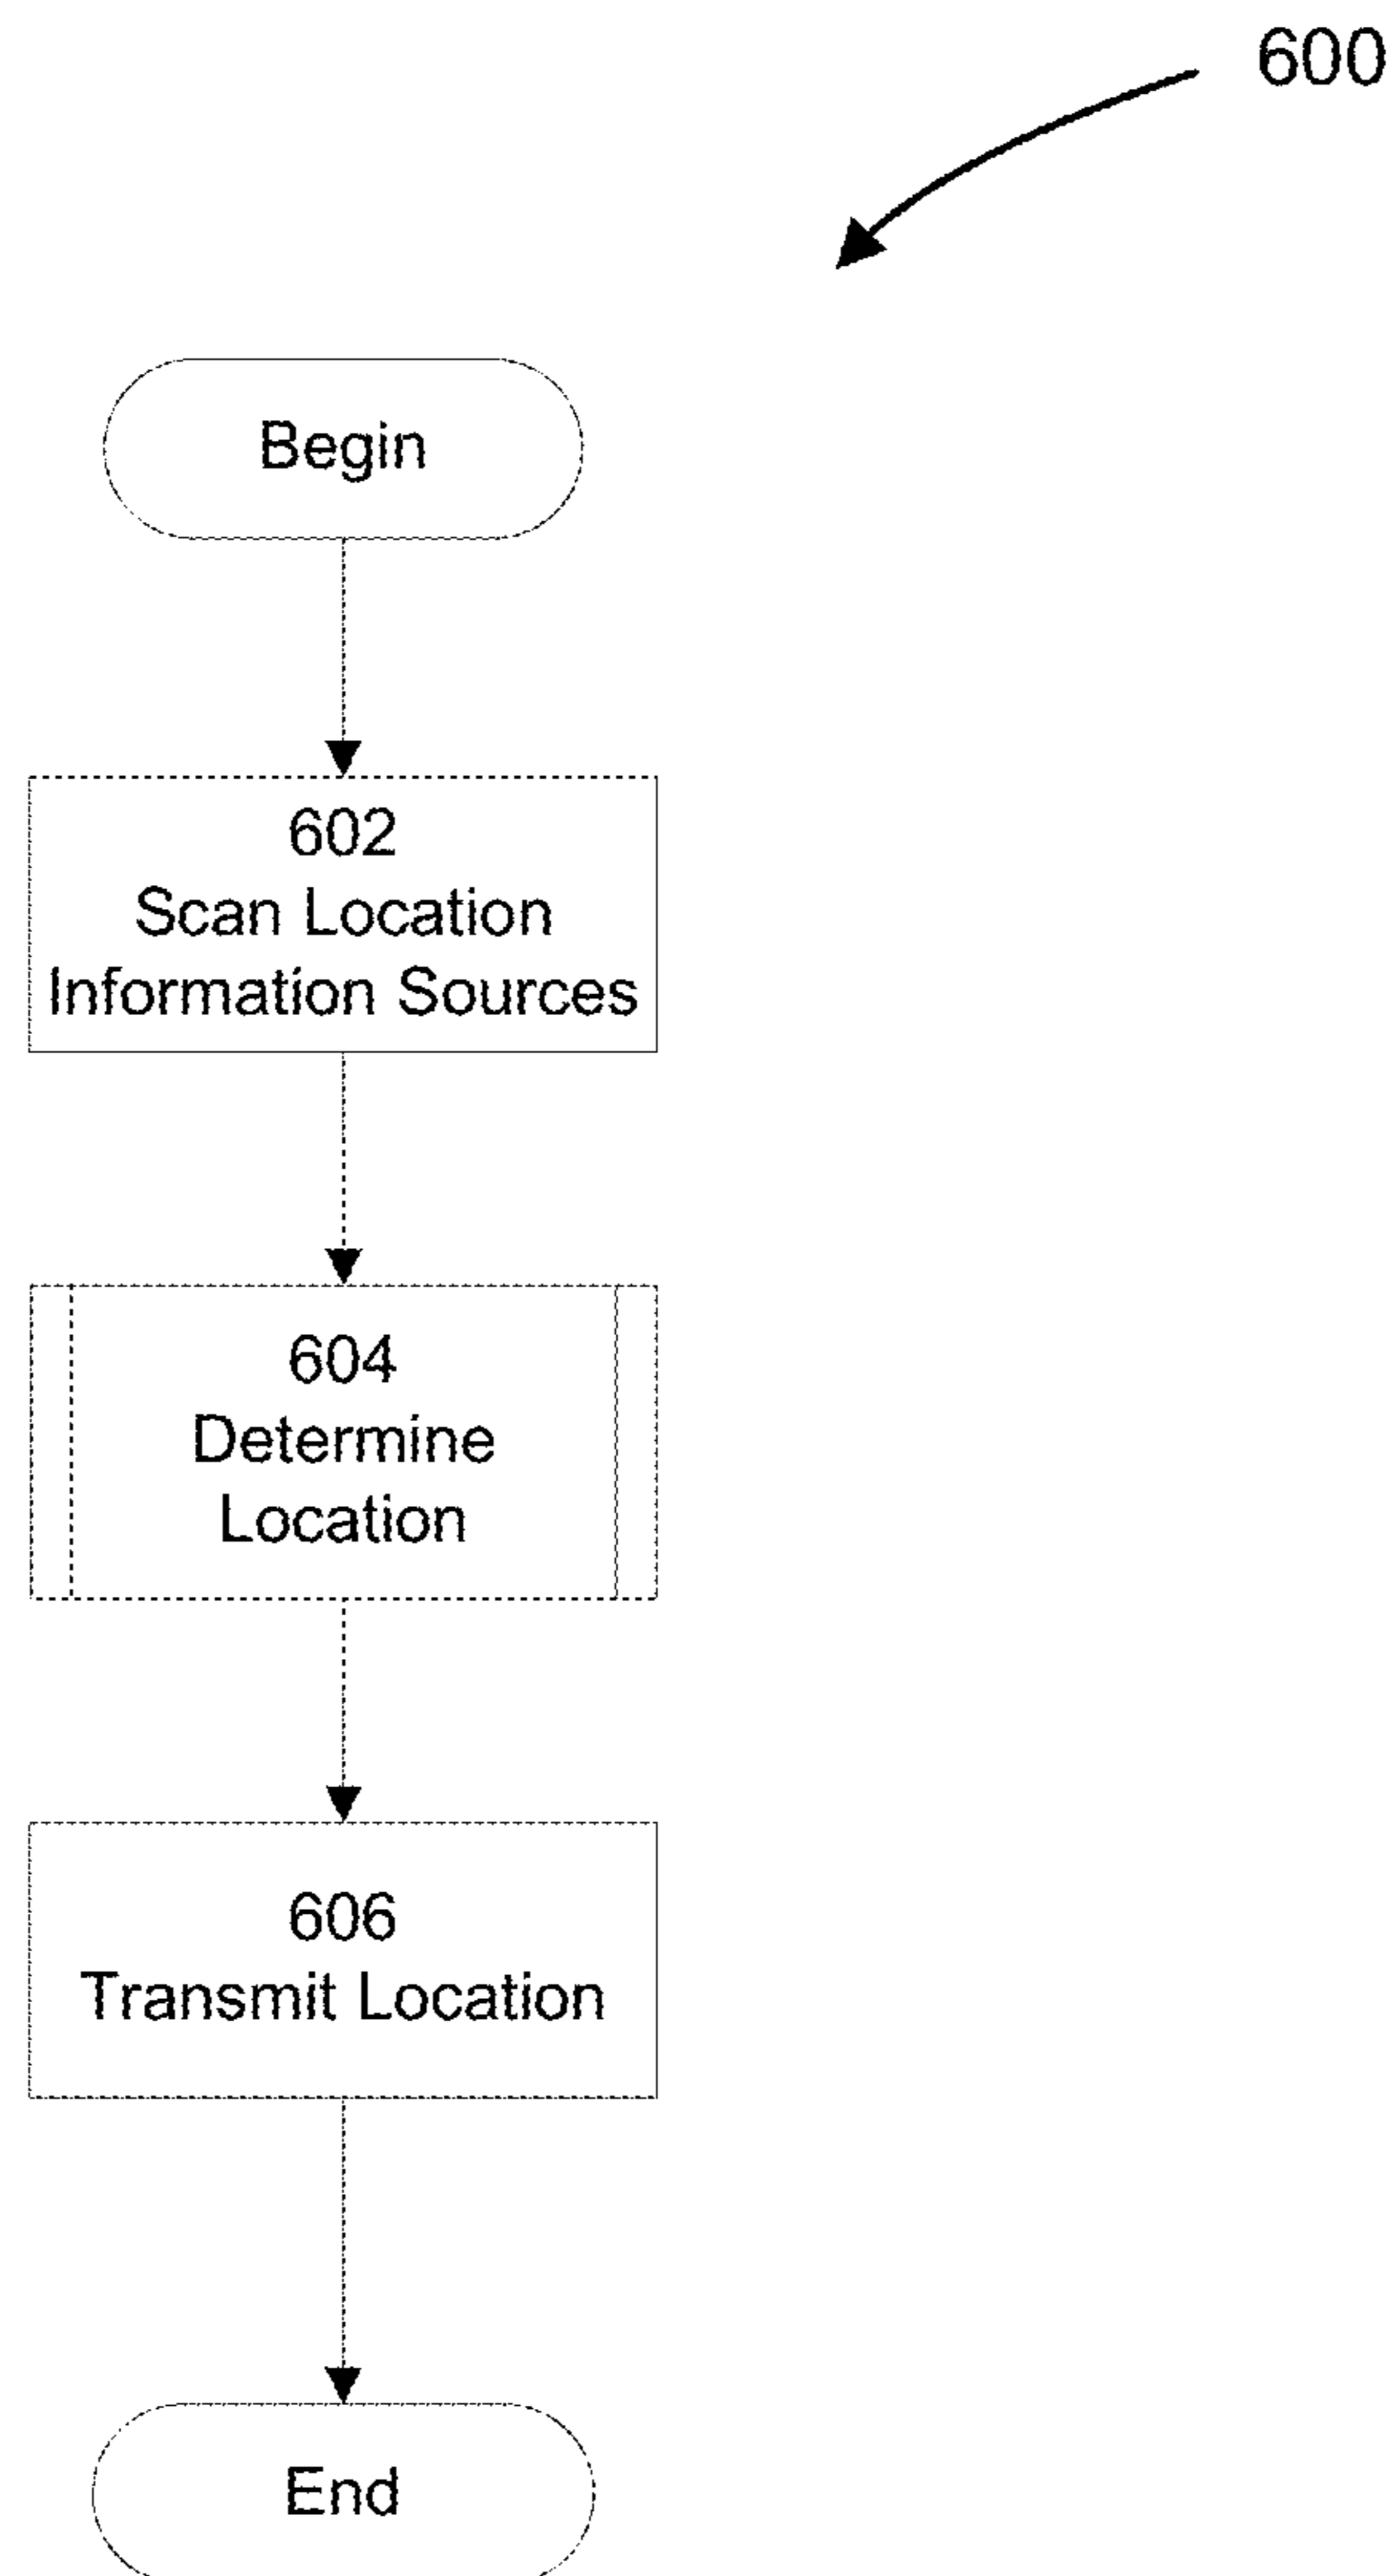 600
Begin
602
Scan Location
Information Sources
604
Determine
Location
606
Transmit Location
End